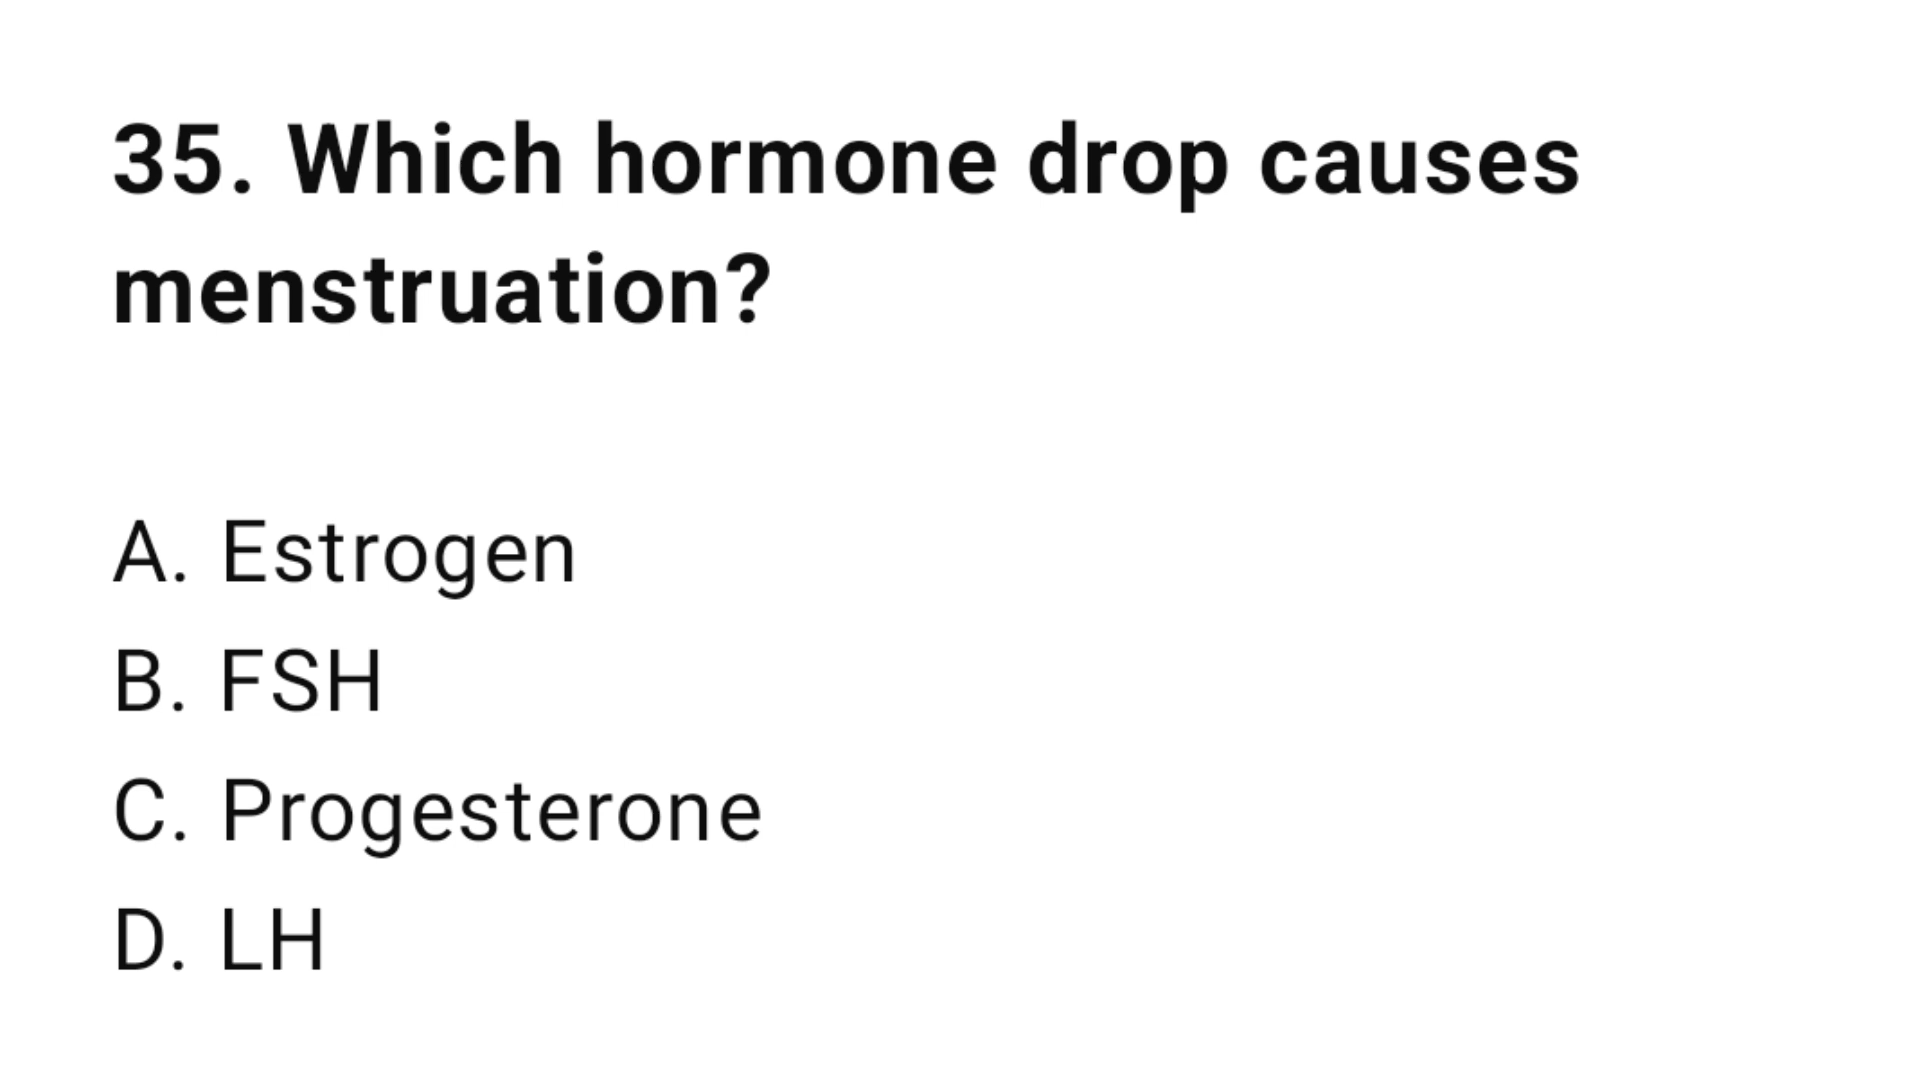 35. Which hormone drop causes
menstruation?
A. Estrogen
B. FSH
C. Progesterone
D. LH